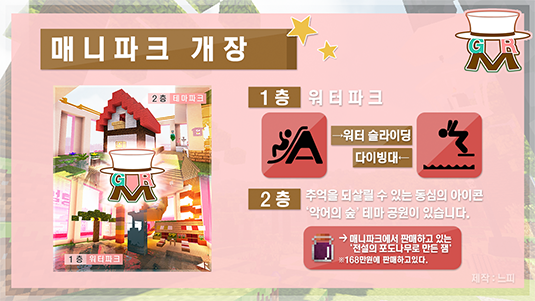 매니파크 개장
GRM
2층 테마파크
GRM
1층 워터파크
1층 워터파크
→워터 슬라이딩
다이빙대←
2층 추억을 되살릴 수 있는 동심의 아이콘
'악어의 숲' 테마 공원이 있습니다.
→ 매니파크에서 판매하고 있는
'전설의 포도나무로 만든 잼'
※168만원에 판매하고있다.
제작 : 느피